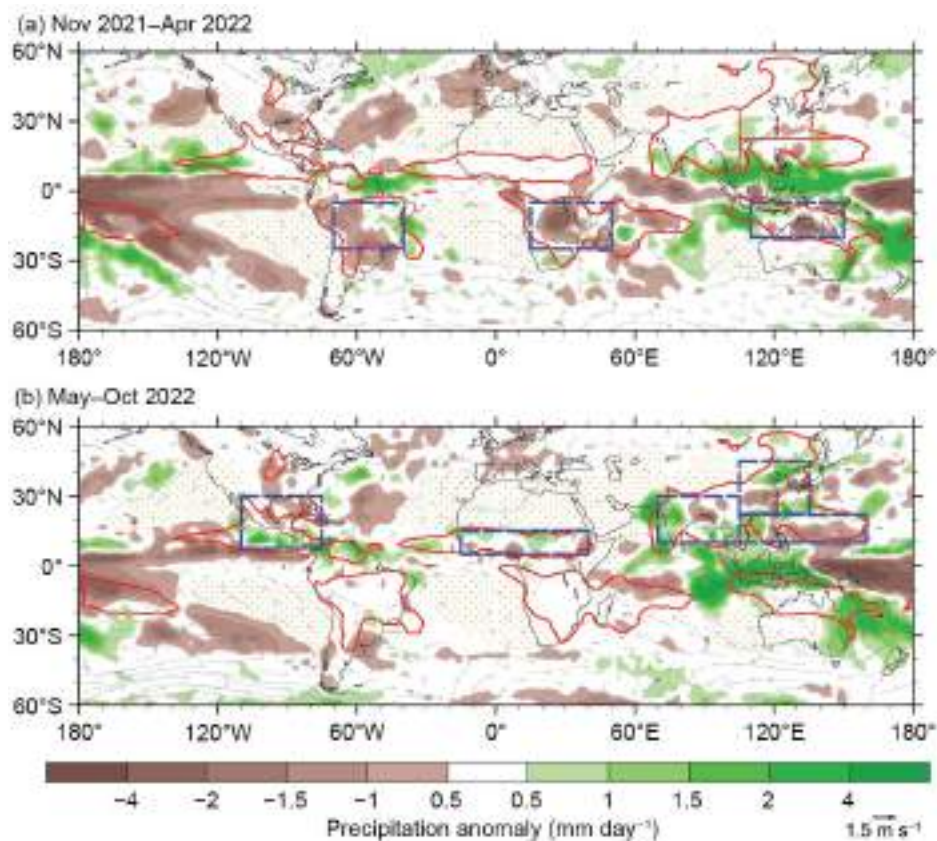 (a) Nov 2021–Apr 2022
60°N
30°N
0°
30°S
60°S
180° 120°W 60°W 0° 60°E 120°E 180°
(b) May–Oct 2022
60°N
30°N
0°
30°S
60°S
180° 120°W 60°W 0° 60°E 120°E 180°
−4 −2 −1.5 −1 0.5 0.5 1 1.5 2 4
Precipitation anomaly (mm day⁻¹) 1.5 m s⁻¹